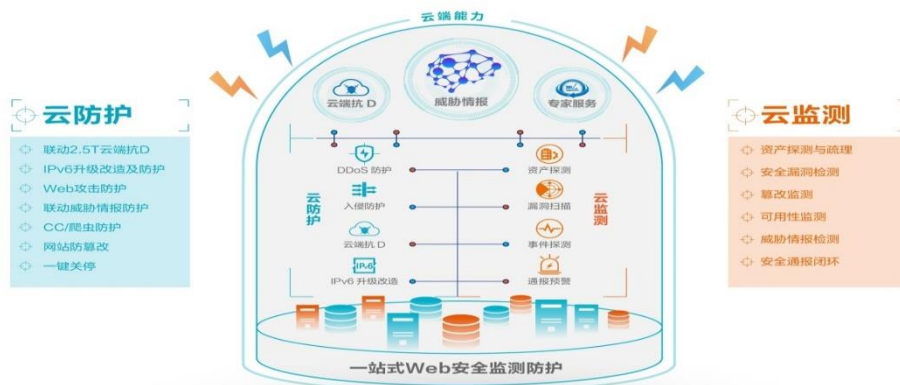 云端能力
云端抗 D
威胁情报
专家服务
云防护
联动2.5T云端抗D
IPv6升级改造及防护
Web攻击防护
联动威胁情报防护
CC/爬虫防护
网站防篡改
一键关停
云防护
DDoS 防护
入侵防护
云端抗 D
IPv6
IPv6 升级改造
资产探测
漏洞扫描
事件探测
通报预警
云监测
云监测
资产探测与疏理
安全漏洞检测
篡改监测
可用性监测
威胁情报检测
安全通报闭环
一站式Web安全监测防护